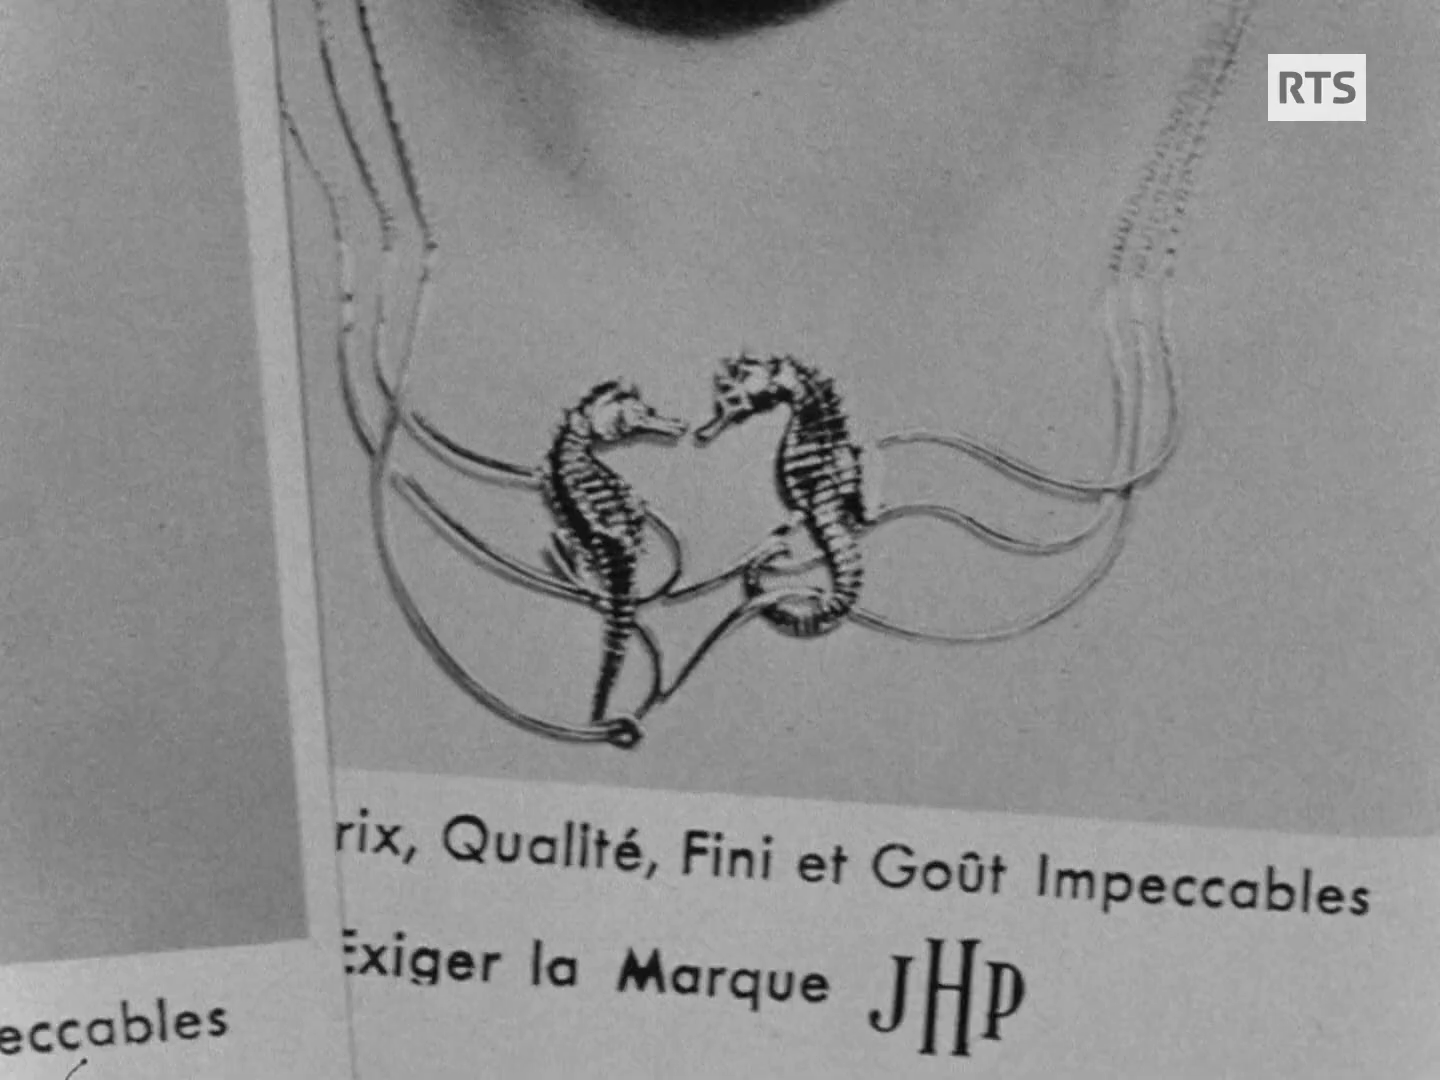 RTS
rix, Qualité, Fini et Goût Impeccables
Exiger la Marque JHP
eccables